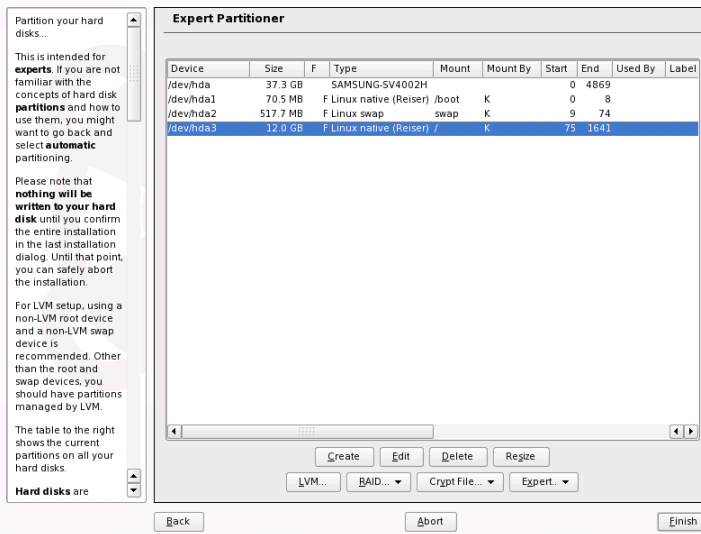 Partition your hard
disks...
This is intended for
experts. If you are not
familiar with the
concepts of hard disk
partitions and how to
use them, you might
want to go back and
select automatic
partitioning.
Please note that
nothing will be
written to your hard
disk until you confirm
the entire installation
in the last installation
dialog. Until that point,
you can safely abort
the installation.
For LVM setup, using a
non-LVM root device
and a non-LVM swap
device is
recommended. Other
than the root and
swap devices, you
should have partitions
managed by LVM.
The table to the right
shows the current
partitions on all your
hard disks.
Hard disks are
Expert Partitioner
Device Size F Type Mount Mount By Start End Used By Label
/dev/hda 37.3 GB SAMSUNG-SV4002H 0 4869
/dev/hda1 70.5 MB F Linux native (Reiser) /boot K 0 8
/dev/hda2 517.7 MB F Linux swap swap K 9 74
/dev/hda3 12.0 GB F Linux native (Reiser) / K 75 1641
Create Edit Delete Resize
LVM... RAID... Crypt File... Expert..
Back Abort Finish